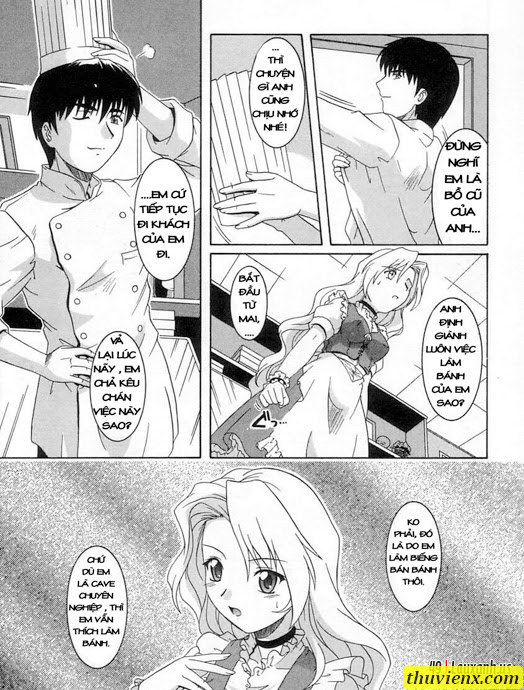 ...
THÌ
CHUYỆN
GÌ ANH
CŨNG
CHỊU NHỚ
NHÉ!
ĐỪNG
NGHĨ
EM LÀ
BỒ CŨ
CỦA
ANH...
....EM CỨ
TIẾP TỤC
ĐI KHÁCH
CỦA EM
ĐI.
VẢ
LẠI LÚC
NÃY , EM
CHẢ KÊU
CHÁN
VIỆC NÀY
SAO?
BẮT
ĐẦU
TỪ
MAI,
....
ANH
ĐỊNH
GIÀNH
LUÔN VIỆC
LÀM
BÁNH
CỦA EM
SAO?
KO
PHẢI, ĐÓ
LÀ DO EM
LÀM BIẾNG
BÁN BÁNH
THÔI.
CHỨ
DÙ EM
LÀ CAVE
CHUYÊN
NGHIỆP , THÌ
EM VẪN
THÍCH LÀM
BÁNH.
thuvienx.com